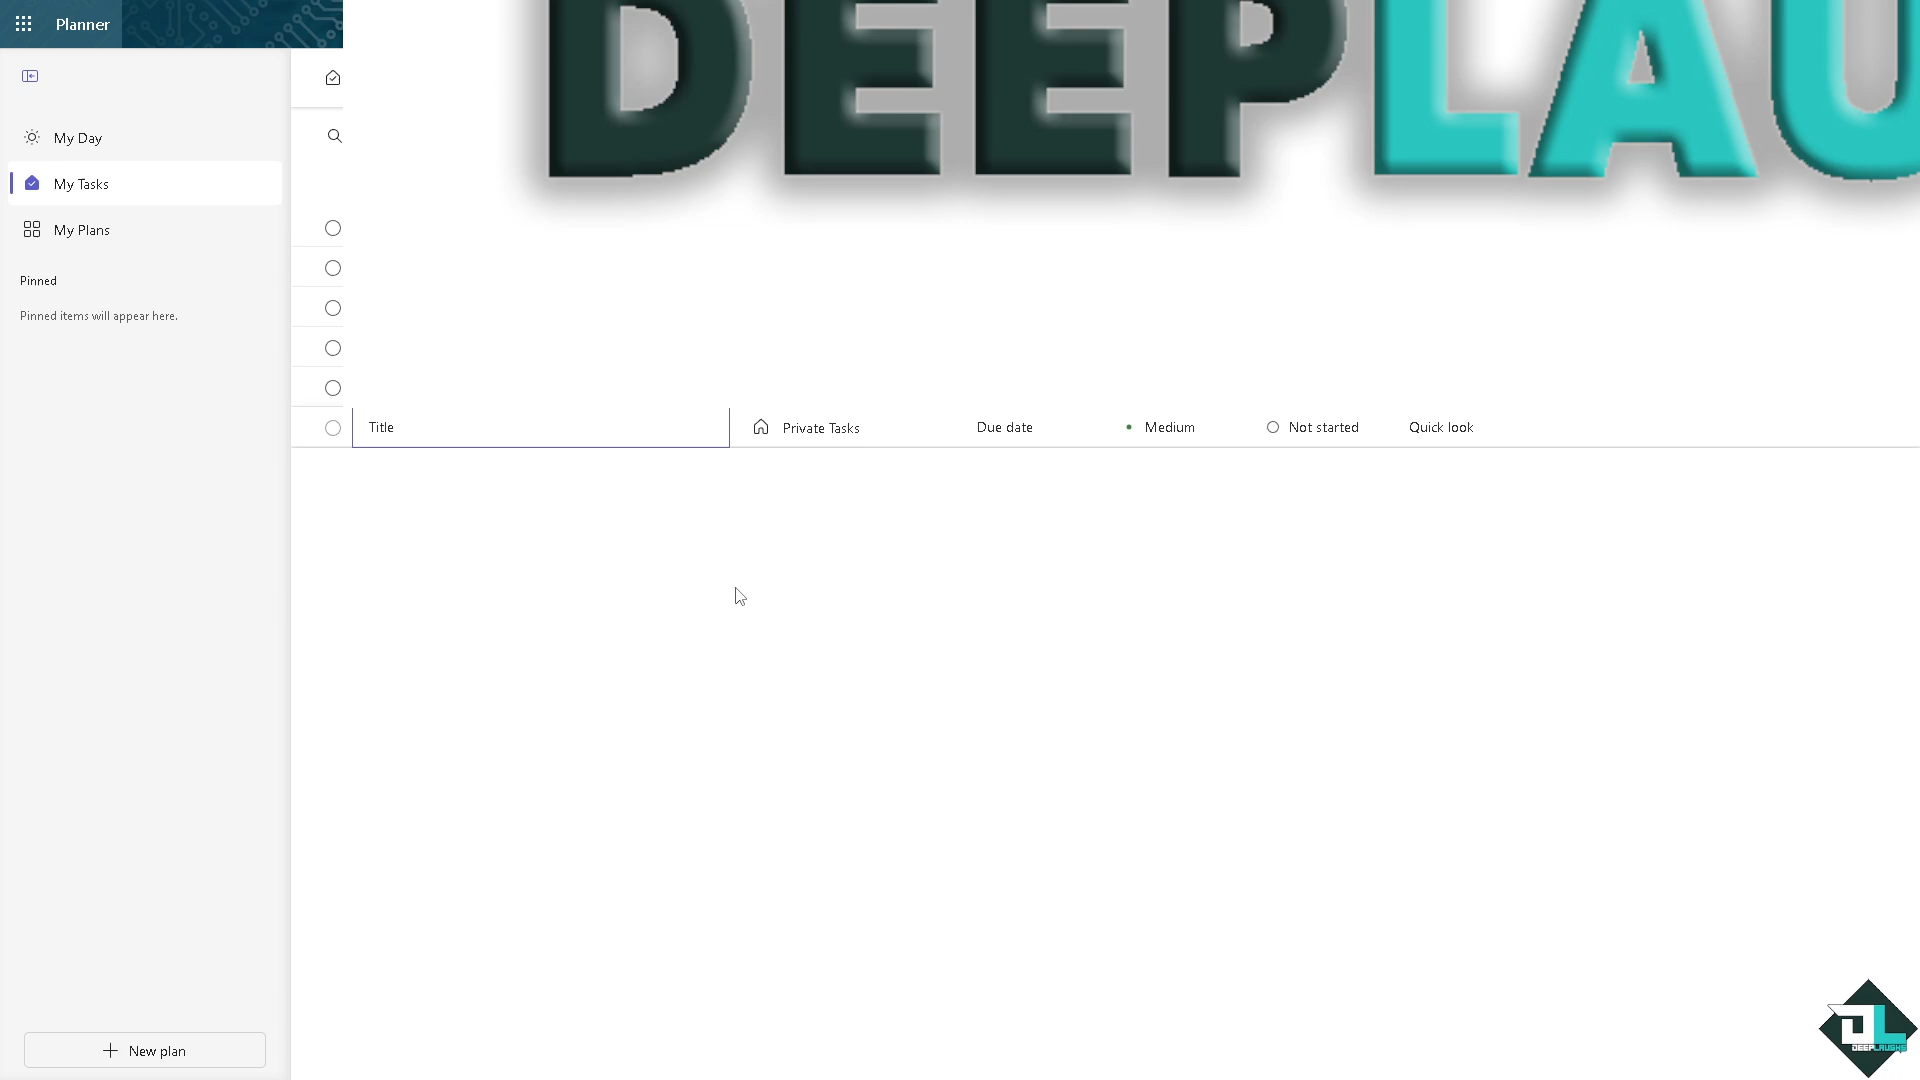 Planner
DEEPLAU
My Day
My Tasks
My Plans
Pinned
Pinned items will appear here.
Title
Private Tasks
Due date
Medium
Not started
Quick look
New plan
DEEPLAUGHS